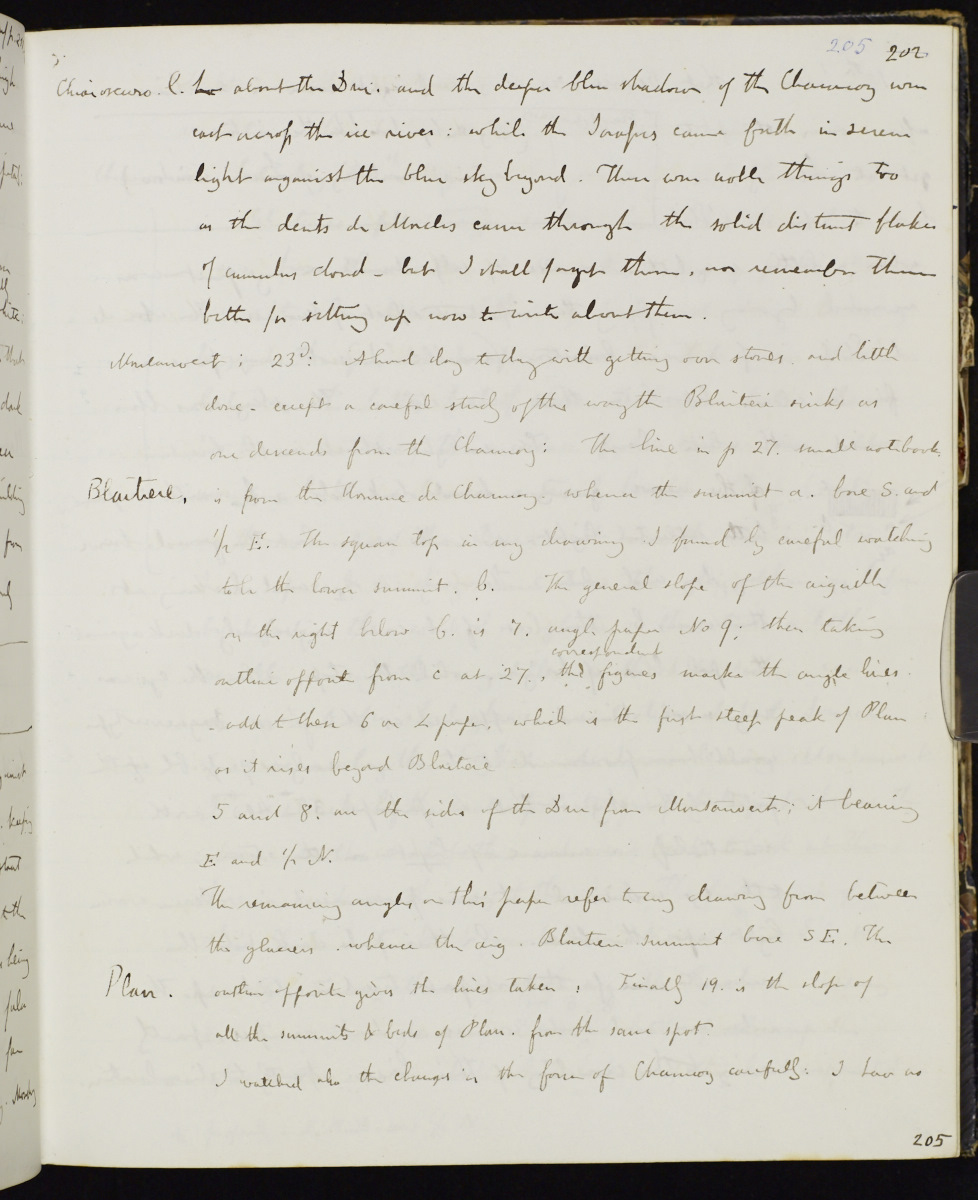 205 202
Chiaroscuro. C. about the Dru. and the deeper blue shadows of the Charmoz were
cast across the ice river: while the Jorasses came forth in serene
light against the blue sky beyond. There were noble things too
as the dents de Morcles came through the solid distant flakes
of cumulus cloud - but I shall forget them, nor remember them
better for sitting up now to write about them.
Montanvert; 23d: A hard day today with getting over stones. and little
done - except a careful study of the way the Blaitiere sinks as
one descends from the Charmoz: the line in p 27. small notebook,
Blaitiere, is from the Homme de Charmoz. whence the summit a. bore S. and
1/2 E. The square top in my drawing I found by careful watching
to be the lower summit. b. The general slope of the aiguille
on the right below b. is 7. angle paper No 9; then taking
correspondent
outline opposite from c at 27., the figures mark the angle lines.
add to these 6 on paper, which is the first steep peak of Plan
as it rises beyond Blaitiere
5 and 8. are the sides of the Dru from Montanvert; it bearing
E and 1/2 N.
The remaining angles on this paper refer to my drawing from between
the glaciers. whence the aig. Blaitiere summit bore S E. The
Plan. outline opposite gives the lines taken: Finally 19. is the slope of
all the summits & beds of Plan. from the same spot.
I watched also the changes in the form of Charmoz carefully: I saw as
205